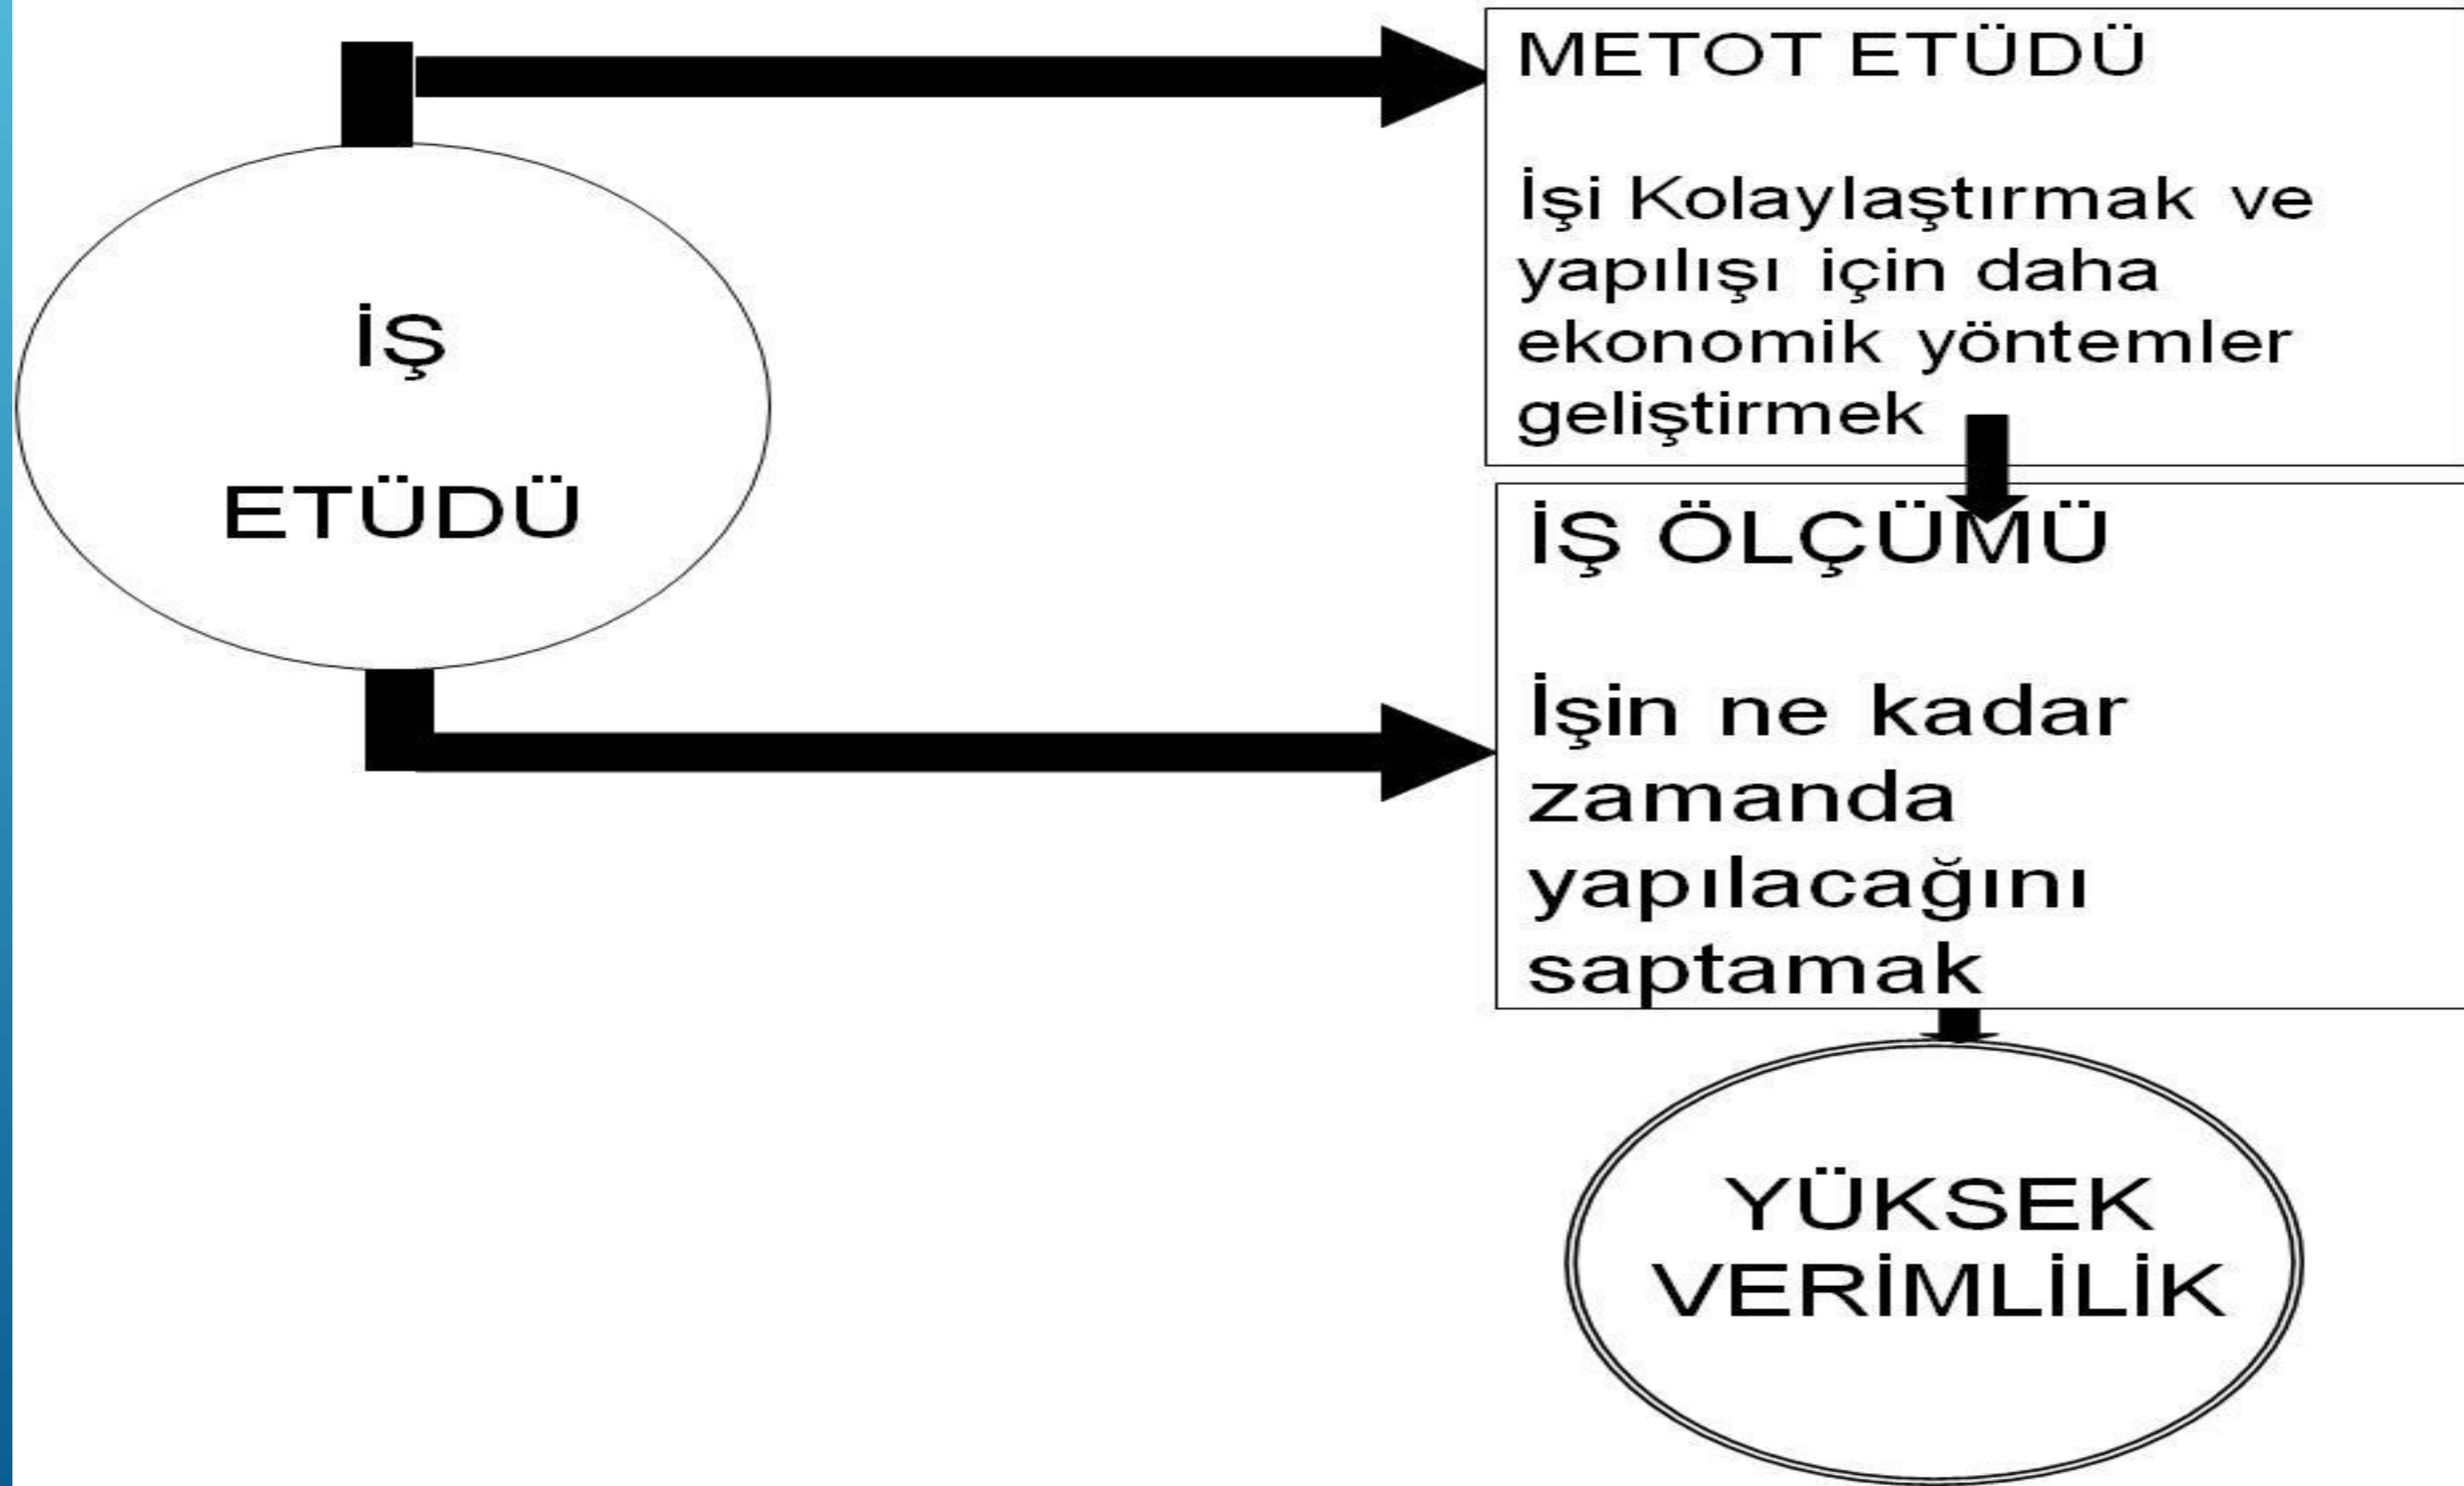 İŞ
ETÜDÜ
METOT ETÜDÜ
İşi Kolaylaştırmak ve
yapılışı için daha
ekonomik yöntemler
geliştirmek
İŞ ÖLÇÜMÜ
İşin ne kadar
zamanda
yapılacağını
saptamak
YÜKSEK
VERİMLİLİK